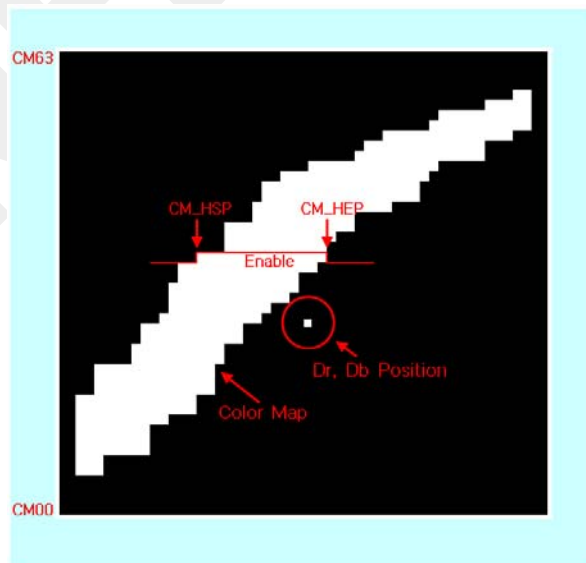 CM63
CM_HSP
CM_HEP
Enable
Dr, Db Position
Color Map
CM00